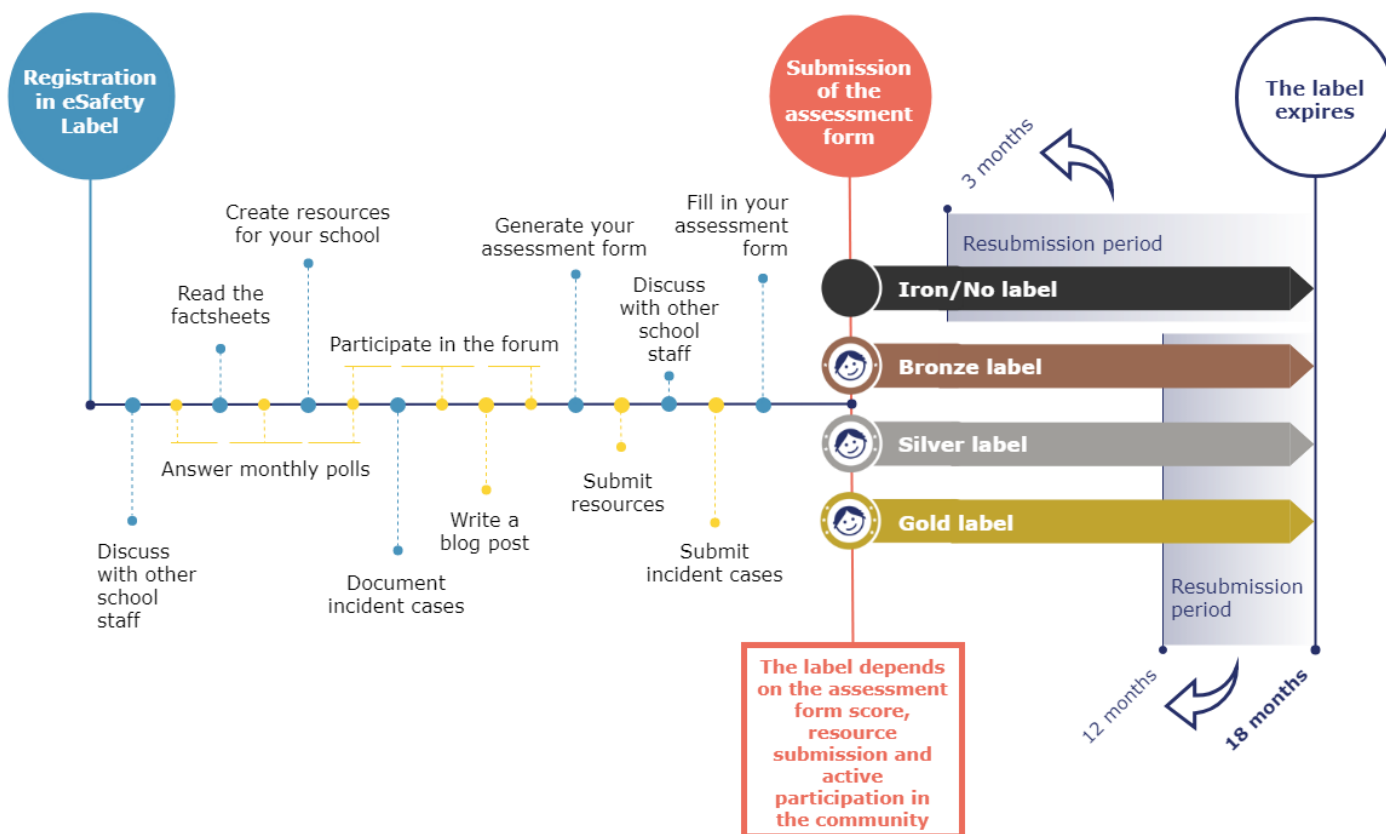 Registration
in eSafety
Label
Submission
of the
assessment
form
The label
expires
3 months
Create resources
for your school
Generate your
assessment form
Fill in your
assessment
form
Resubmission period
Read the
factsheets
Discuss
with other
school
staff
Iron/No label
Participate in the forum
Bronze label
Answer monthly polls
Silver label
Submit
resources
Write a
blog post
Gold label
Discuss
with other
school
staff
Document
incident cases
Submit
incident cases
Resubmission
period
The label depends
on the assessment
form score,
resource
submission and
active
participation in
the community
12 months
18 months